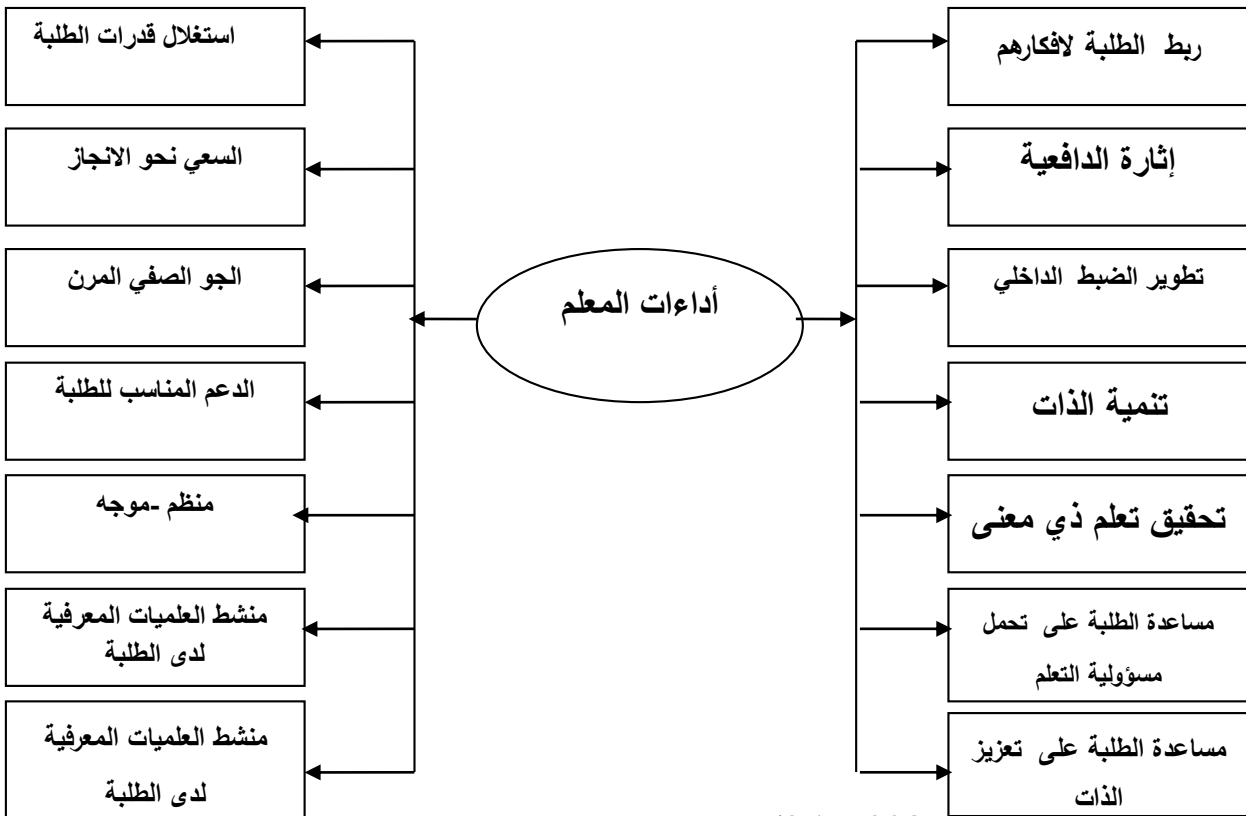 ربط الطلبة لافكارهم
إثارة الدافعية
تطوير الضبط الداخلي
تنمية الذات
تحقيق تعلم ذي معنى
مساعدة الطلبة على تحمل
مسؤولية التعلم
مساعدة الطلبة على تعزيز
الذات
أداءات المعلم
استغلال قدرات الطلبة
السعي نحو الانجاز
الجو الصفي المرن
الدعم المناسب للطلبة
منظم -موجه
منشط العلميات المعرفية
لدى الطلبة
منشط العلميات المعرفية
لدى الطلبة